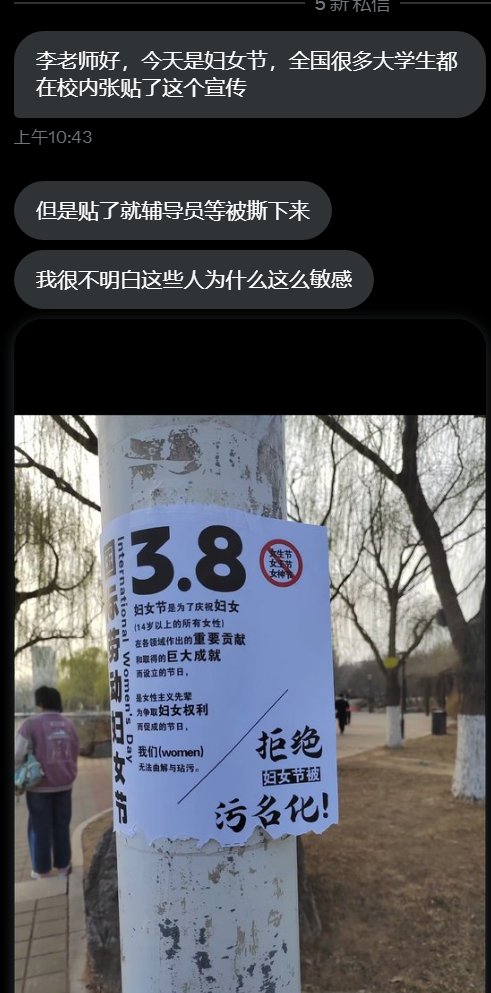 5 新私信
李老师好，今天是妇女节，全国很多大学生都
在校内张贴了这个宣传
上午10:43
但是贴了就辅导员等被撕下来
我很不明白这些人为什么这么敏感
国际劳动妇女节
International Women's Day
3.8
女生节
女王节
女神节
妇女节是为了庆祝妇女
(14岁以上的所有女性)
在各领域作出的重要贡献
和取得的巨大成就
而设立的节日，
是女性主义先辈
为争取妇女权利
而促成的节日，
我们(women)
无法曲解与玷污。
拒绝
妇女节被
污名化!